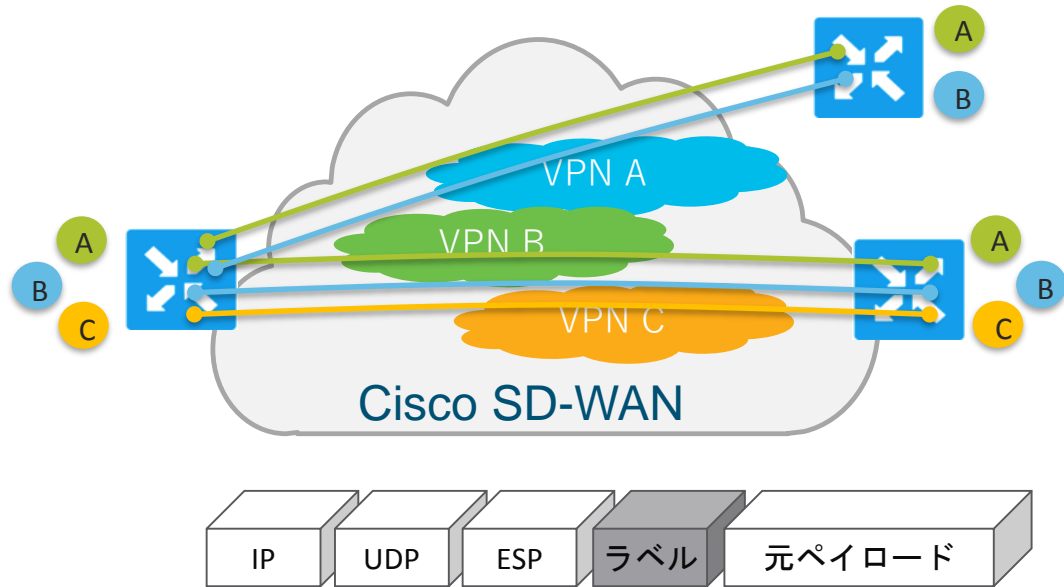 A
B
VPN A
VPN B
A
B
C
A
B
C
VPN C
Cisco SD-WAN
IP
UDP
ESP
ラベル
元ペイロード